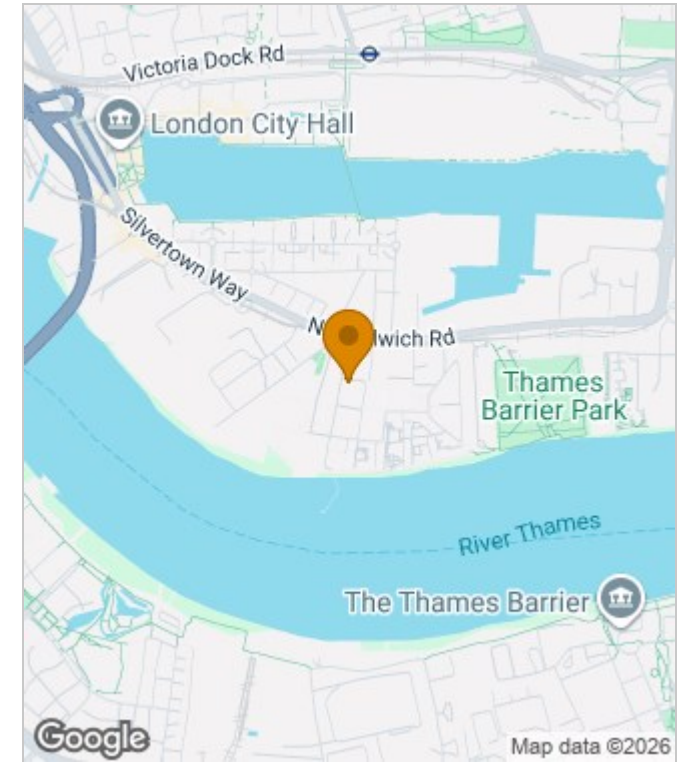 Victoria Dock Rd
London City Hall
Silvertown Way
N lwich Rd
Thames
Barrier Park
River Thames
The Thames Barrier
Google
Map data ©2026